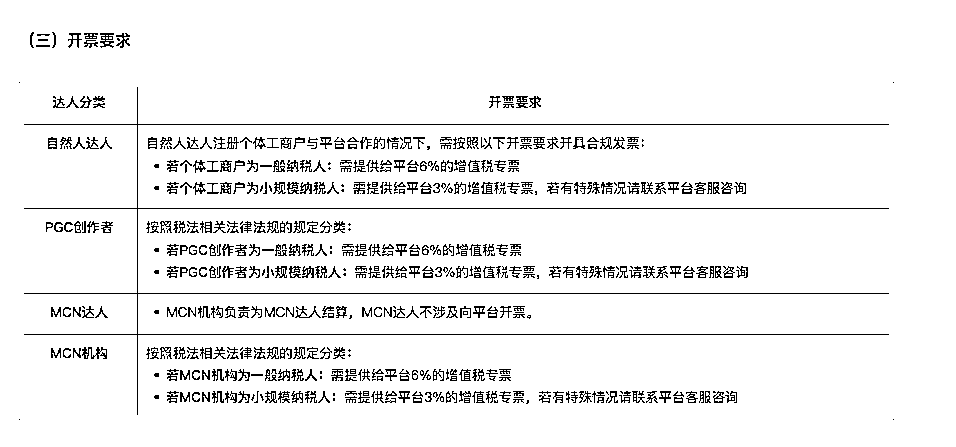 （三）开票要求
达人分类 开票要求
自然人达人 自然人达人注册个体工商户与平台合作的情况下，需按照以下开票要求开具合规发票：
• 若个体工商户为一般纳税人：需提供给平台6%的增值税专票
• 若个体工商户为小规模纳税人：需提供给平台3%的增值税专票，若有特殊情况请联系平台客服咨询
PGC创作者 按照税法相关法律法规的规定分类：
• 若PGC创作者为一般纳税人：需提供给平台6%的增值税专票
• 若PGC创作者为小规模纳税人：需提供给平台3%的增值税专票，若有特殊情况请联系平台客服咨询
MCN达人 • MCN机构负责为MCN达人结算，MCN达人不涉及向平台开票。
MCN机构 按照税法相关法律法规的规定分类：
• 若MCN机构为一般纳税人：需提供给平台6%的增值税专票
• 若MCN机构为小规模纳税人：需提供给平台3%的增值税专票，若有特殊情况请联系平台客服咨询